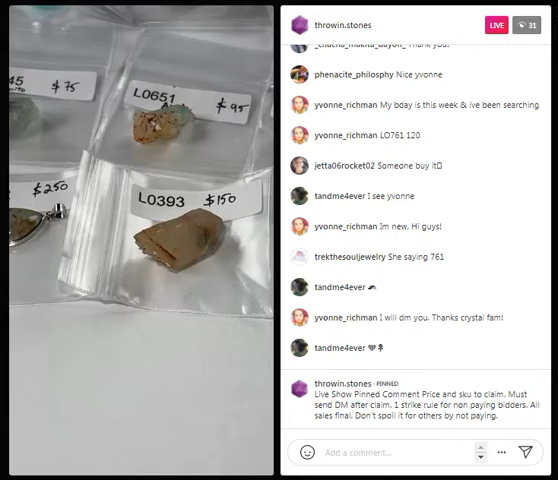 45 $75
L0651
$95
$250
L0393 $150
throwin.stones LIVE 31
phenacite_philosphy Nice yvonne
yvonne_richman My bday is this week & ive been searching
yvonne_richman LO761 120
jetta06rocket02 Someone buy it
tandme4ever I see yvonne
yvonne_richman Im new. Hi guys!
trekthesouljewelry She saying 761
tandme4ever
yvonne_richman I will dm you. Thanks crystal fam!
tandme4ever
throwin.stones · PINNED
Live Show Pinned Comment Price and sku to claim. Must
send DM after claim. 1 strike rule for non paying bidders. All
sales final. Don't spoil it for others by not paying.
Add a comment...